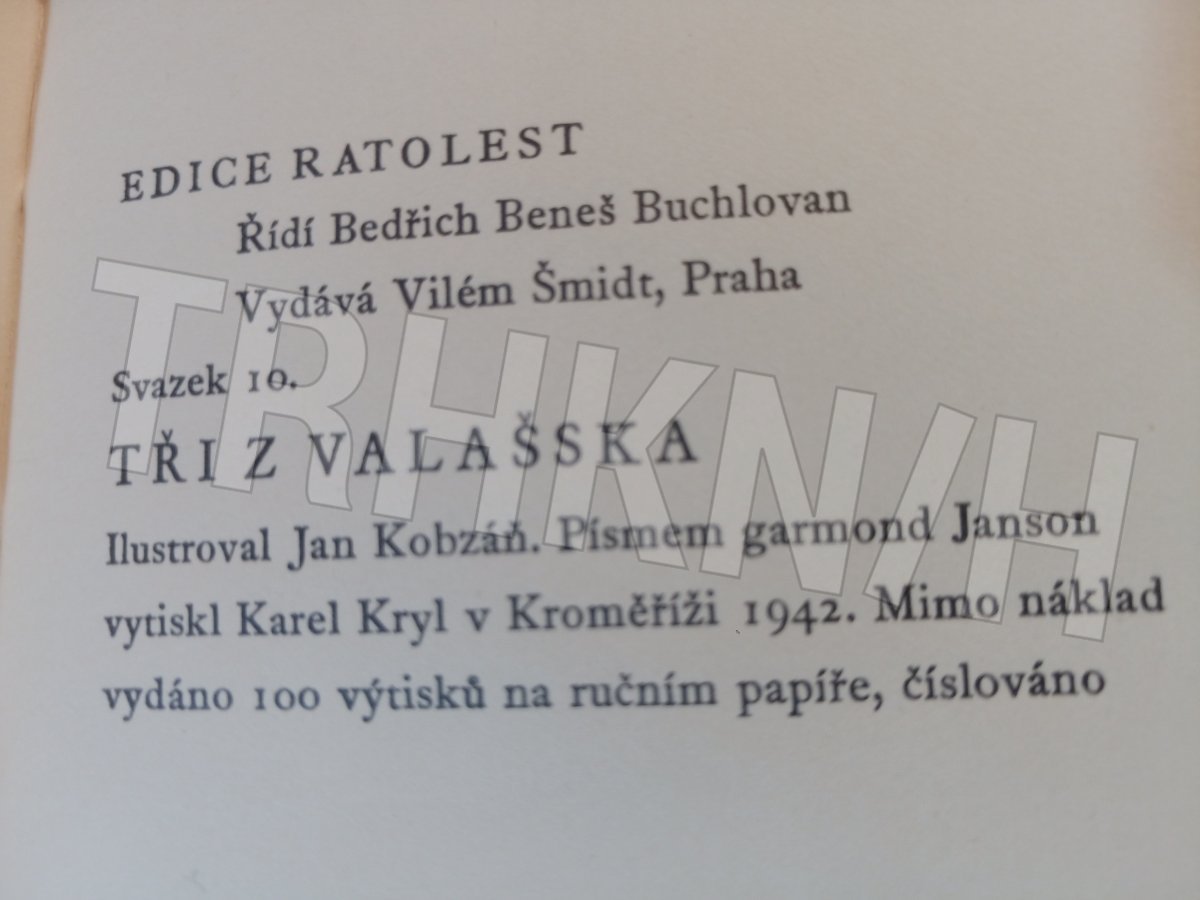 EDICE RATOLEST
Řídí Bedřich Beneš Buchlovan
Vydává Vilém Šmidt, Praha
Svazek 10.
TŘI Z VALAŠSKA
Ilustroval Jan Kobzáň. Písmem garmond Janson
vytiskl Karel Kryl v Kroměříži 1942. Mimo náklad
vydáno 100 výtisků na ručním papíře, číslováno
TRHKNIH